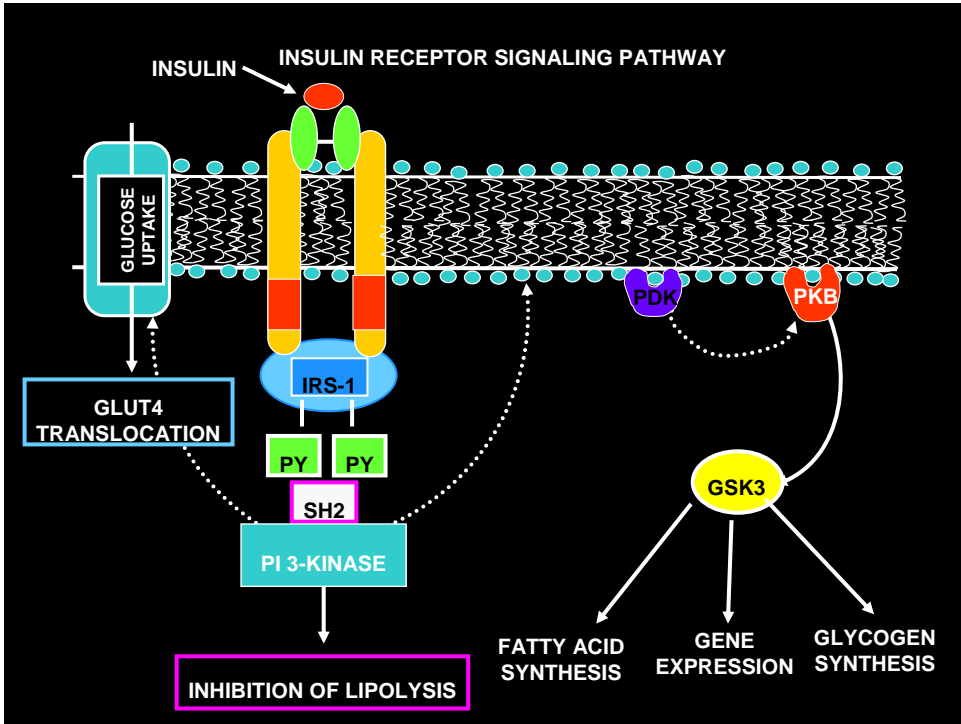 INSULIN RECEPTOR SIGNALING PATHWAY
INSULIN
GLUCOSE
UPTAKE
PDK
PKB
IRS-1
GLUT4
TRANSLOCATION
PY
PY
SH2
GSK3
PI 3-KINASE
FATTY ACID
SYNTHESIS
GENE
EXPRESSION
GLYCOGEN
SYNTHESIS
INHIBITION OF LIPOLYSIS